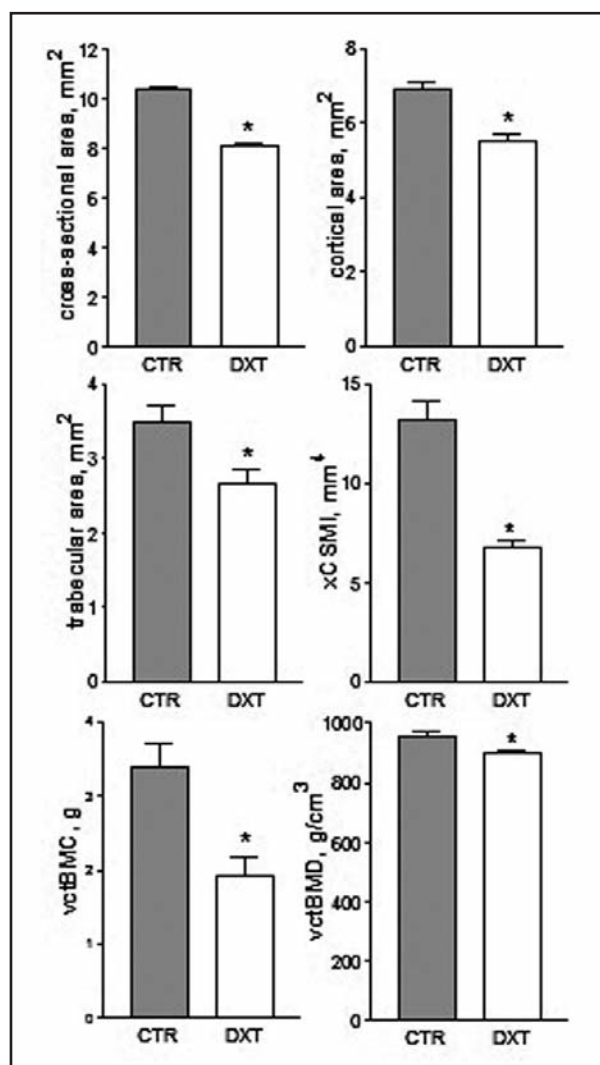 cross-sectional area, mm2
12
10
8
6
4
2
0
*
CTR
DXT
cortical area, mm2
8
6
4
2
0
*
CTR
DXT
trabecular area, mm2
4
3
2
1
0
*
CTR
DXT
xCSMI, mm4
15
10
5
0
*
CTR
DXT
vctBMC, g
4
3
2
1
0
*
CTR
DXT
vctBMD, g/cm3
1000
800
600
400
200
0
*
CTR
DXT